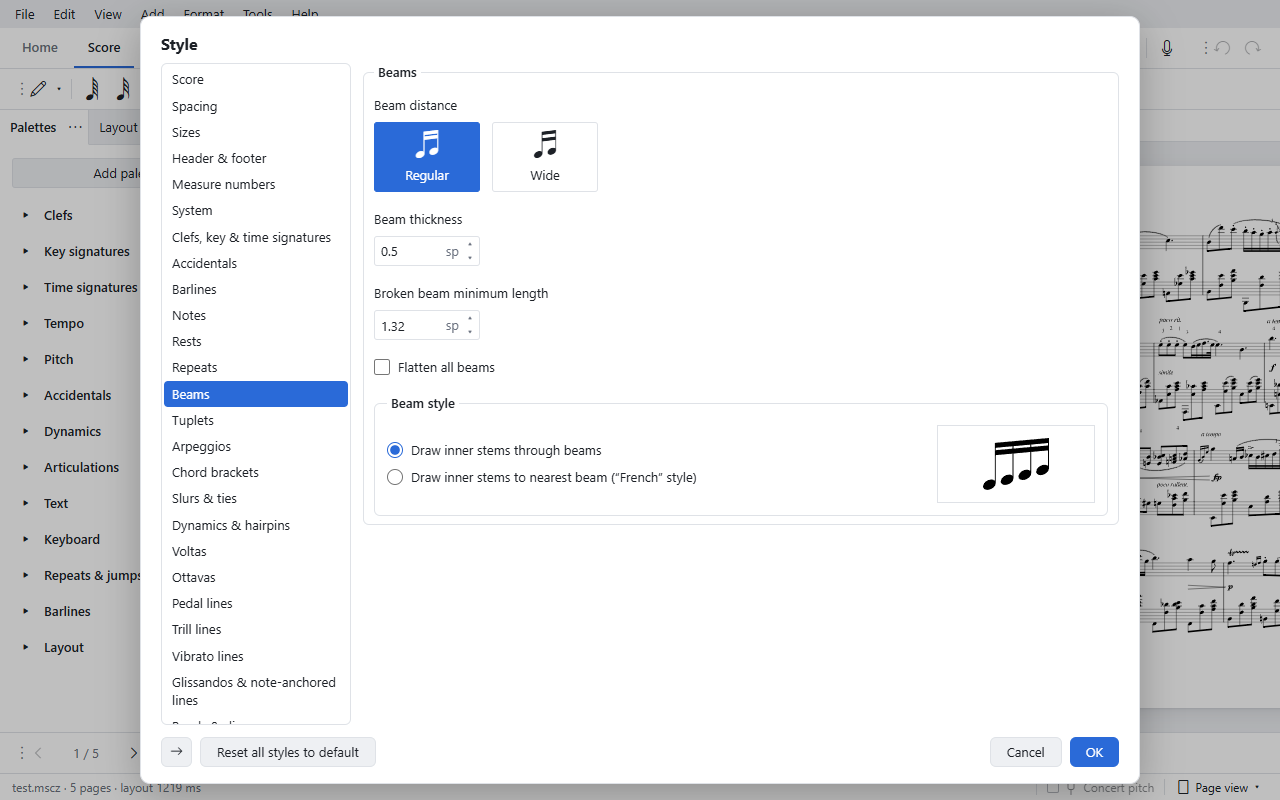 File Edit View Add Format Tools Help
Home Score
Style
Palettes Layout
Add pale
Clefs
Key signatures
Time signatures
Tempo
Pitch
Accidentals
Dynamics
Articulations
Text
Keyboard
Repeats & jumps
Barlines
Layout
Score
Spacing
Sizes
Header & footer
Measure numbers
System
Clefs, key & time signatures
Accidentals
Barlines
Notes
Rests
Repeats
Beams
Tuplets
Arpeggios
Chord brackets
Slurs & ties
Dynamics & hairpins
Voltas
Ottavas
Pedal lines
Trill lines
Vibrato lines
Glissandos & note-anchored
lines
Beams
Beam distance
Regular Wide
Beam thickness
0.5 sp
Broken beam minimum length
1.32 sp
Flatten all beams
Beam style
Draw inner stems through beams
Draw inner stems to nearest beam (“French” style)
paco rit.
simile
a tempo
poco rallent.
Reset all styles to default Cancel OK
1 / 5
test.mscz · 5 pages · layout 1219 ms Concert pitch Page view